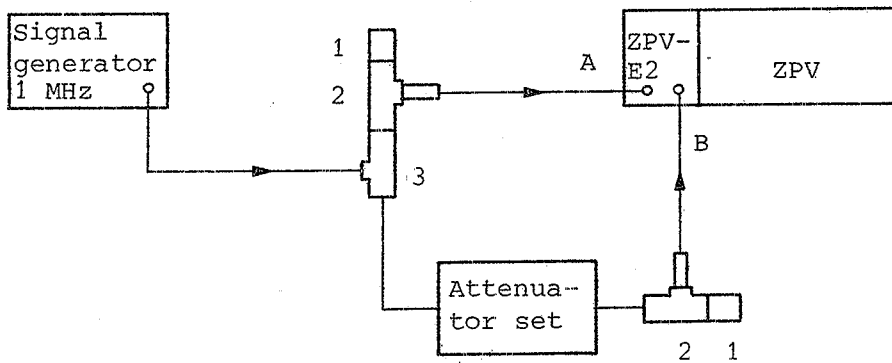 Signal
generator
1 MHz
1
2
3
A
ZPV-
E2
ZPV
B
Attenua-
tor set
2 1